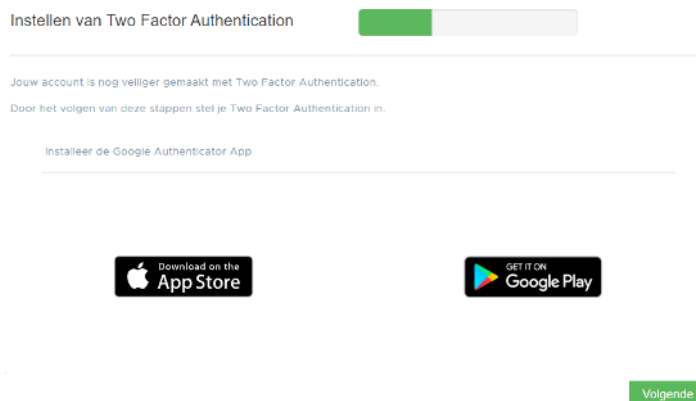 Instellen van Two Factor Authentication
Jouw account is nog veiliger gemaakt met Two Factor Authentication.
Door het volgen van deze stappen stel je Two Factor Authentication in.
Installeer de Google Authenticator App
Download on the
App Store
GET IT ON
Google Play
Volgende